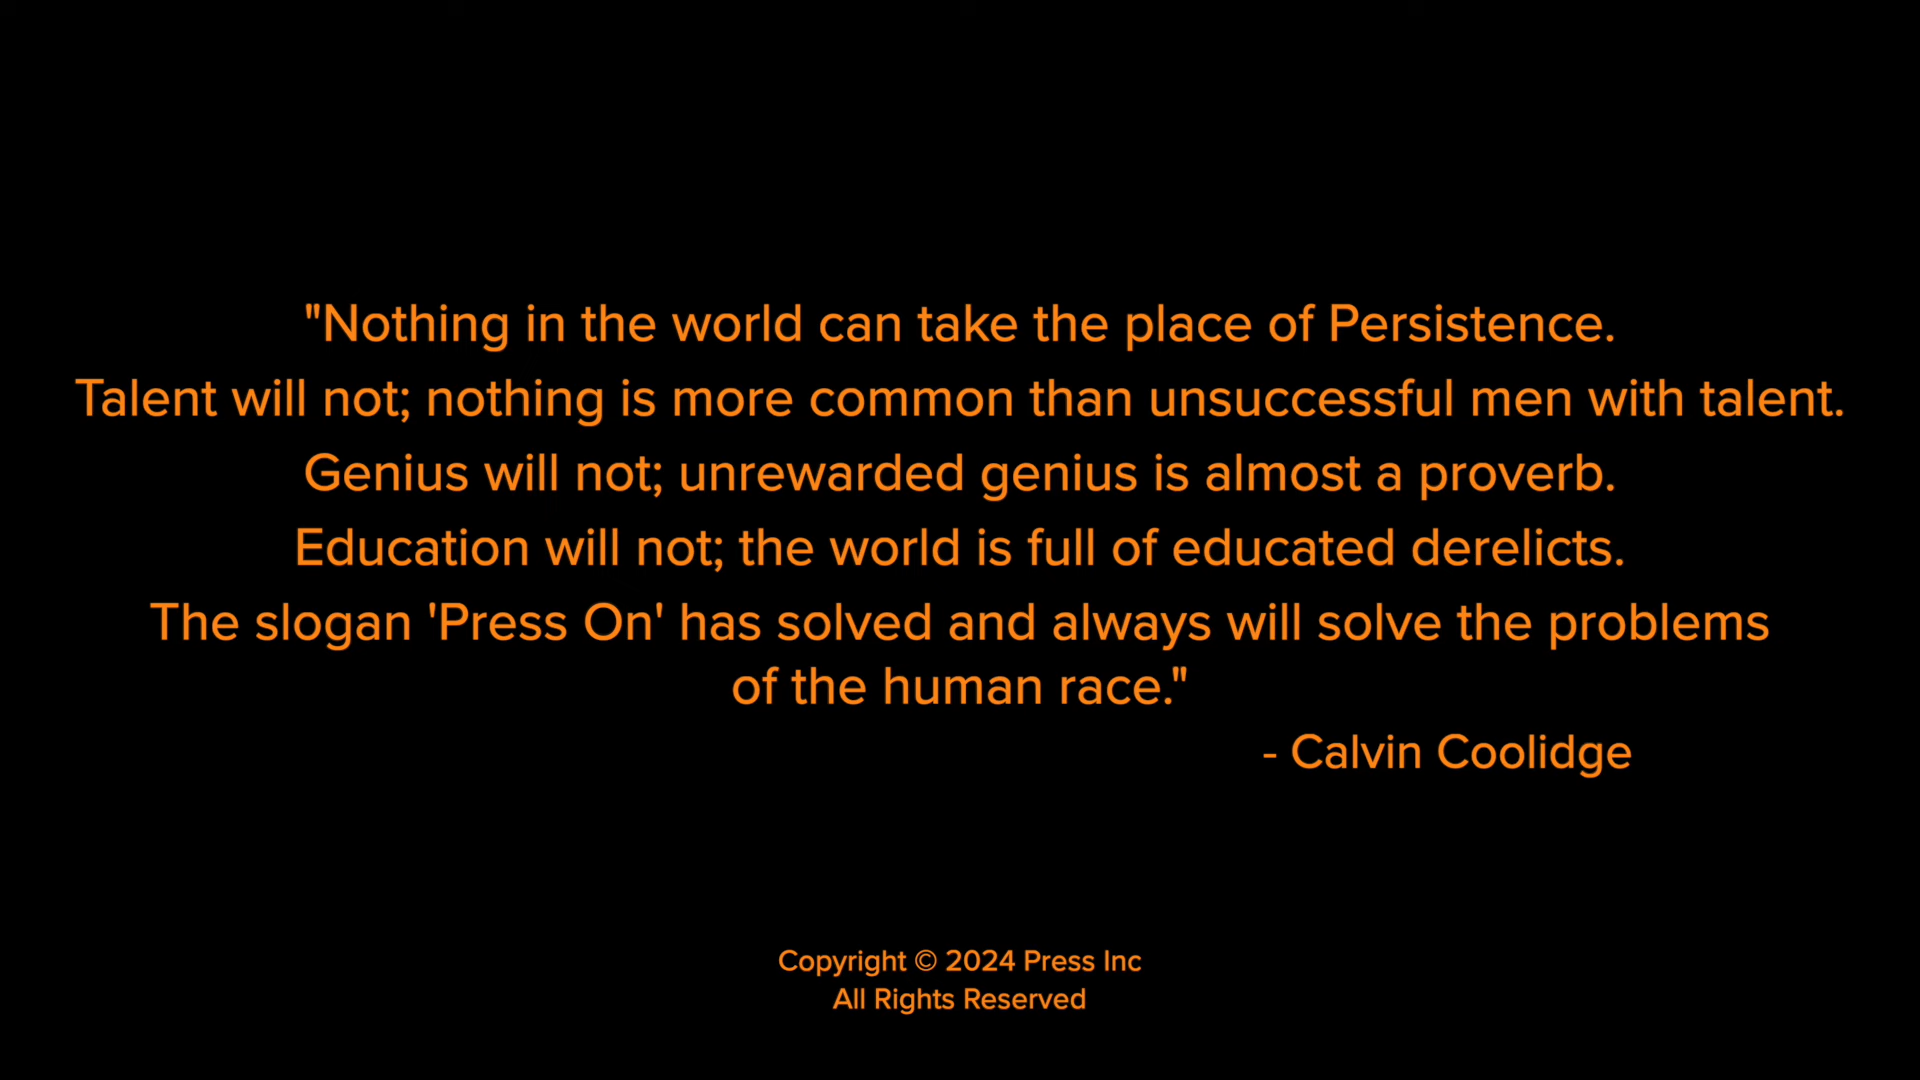 "Nothing in the world can take the place of Persistence.
Talent will not; nothing is more common than unsuccessful men with talent.
Genius will not; unrewarded genius is almost a proverb.
Education will not; the world is full of educated derelicts.
The slogan 'Press On' has solved and always will solve the problems
of the human race."
- Calvin Coolidge
Copyright © 2024 Press Inc
All Rights Reserved